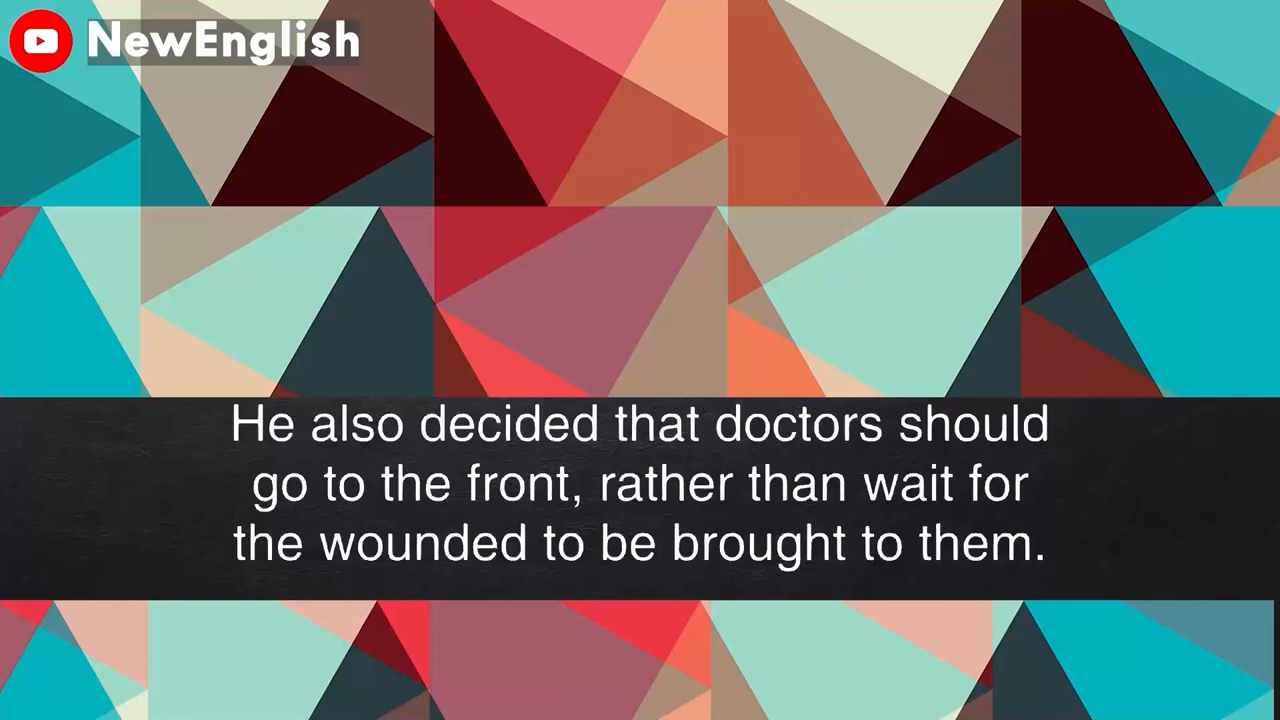 NewEnglish
He also decided that doctors should
go to the front, rather than wait for
the wounded to be brought to them.